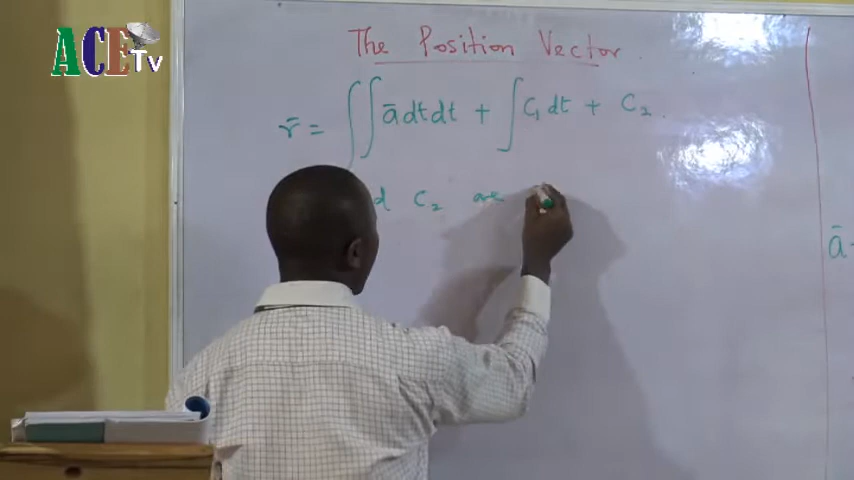 ACE Tv
The Position Vector
r̄ = ∫∫ ā dt dt + ∫ C₁ dt + C₂.
d C₂ are
ā